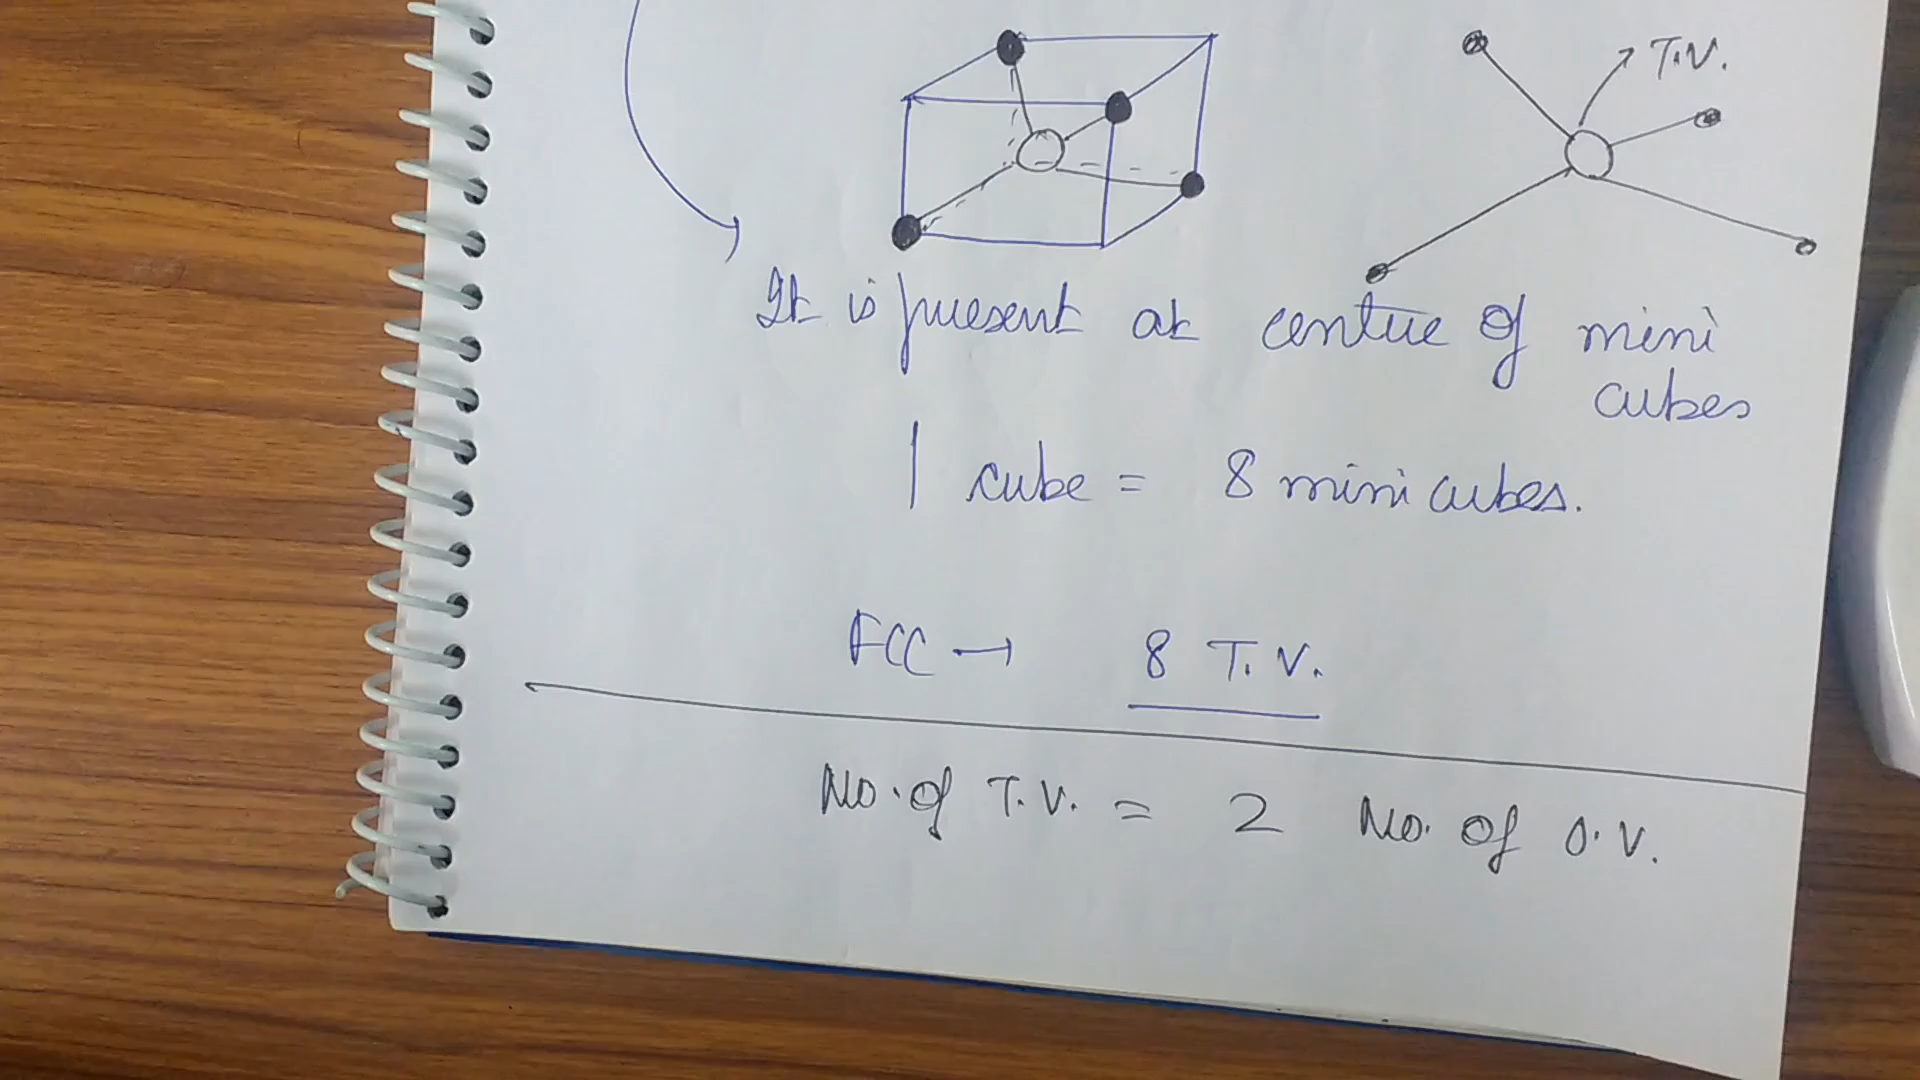 T.V.
It is present at centre of mini
cubes
1 cube = 8 mini cubes.
FCC → 8 T.V.
No. of T.V. = 2 No. of O.V.